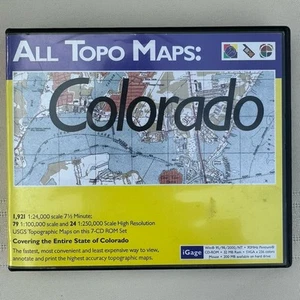 ALL TOPO MAPS:
Colorado
1,921 1:24,000 scale 7½ Minute;
79 1:100,000 scale and 24 1:250,000 Scale High Resolution
USGS Topographic Maps on this 7-CD ROM Set
Covering the Entire State of Colorado
The fastest, most convenient and least expensive way to view,
annotate and print the highest accuracy topographic maps.
iGage